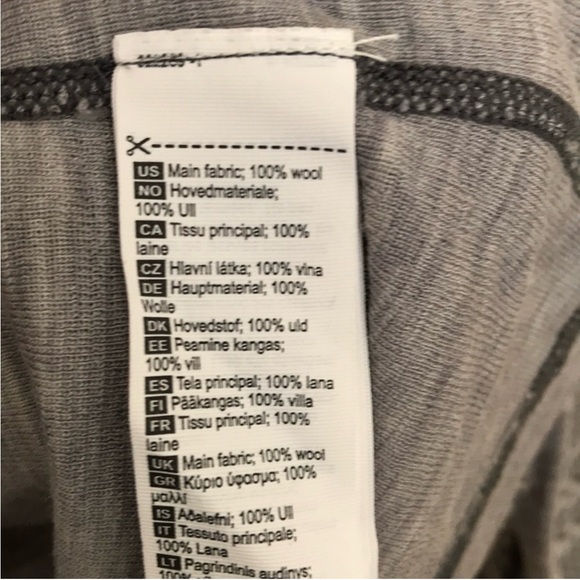 US Main fabric; 100% wool
NO Hovedmateriale;
100% Ull
CA Tissu principal; 100%
laine
CZ Hlavní látka; 100% vlna
DE Hauptmaterial; 100%
Wolle
DK Hovedstof; 100% uld
EE Peamine kangas;
100% vill
ES Tela principal; 100% lana
FI Pääkangas; 100% villa
FR Tissu principal; 100%
laine
UK Main fabric; 100% wool
GR Κύριο ύφασμα; 100%
μαλλί
IS Aðalefni; 100% Ull
IT Tessuto principale;
100% Lana
LT Pagrindinis audinys;
100%